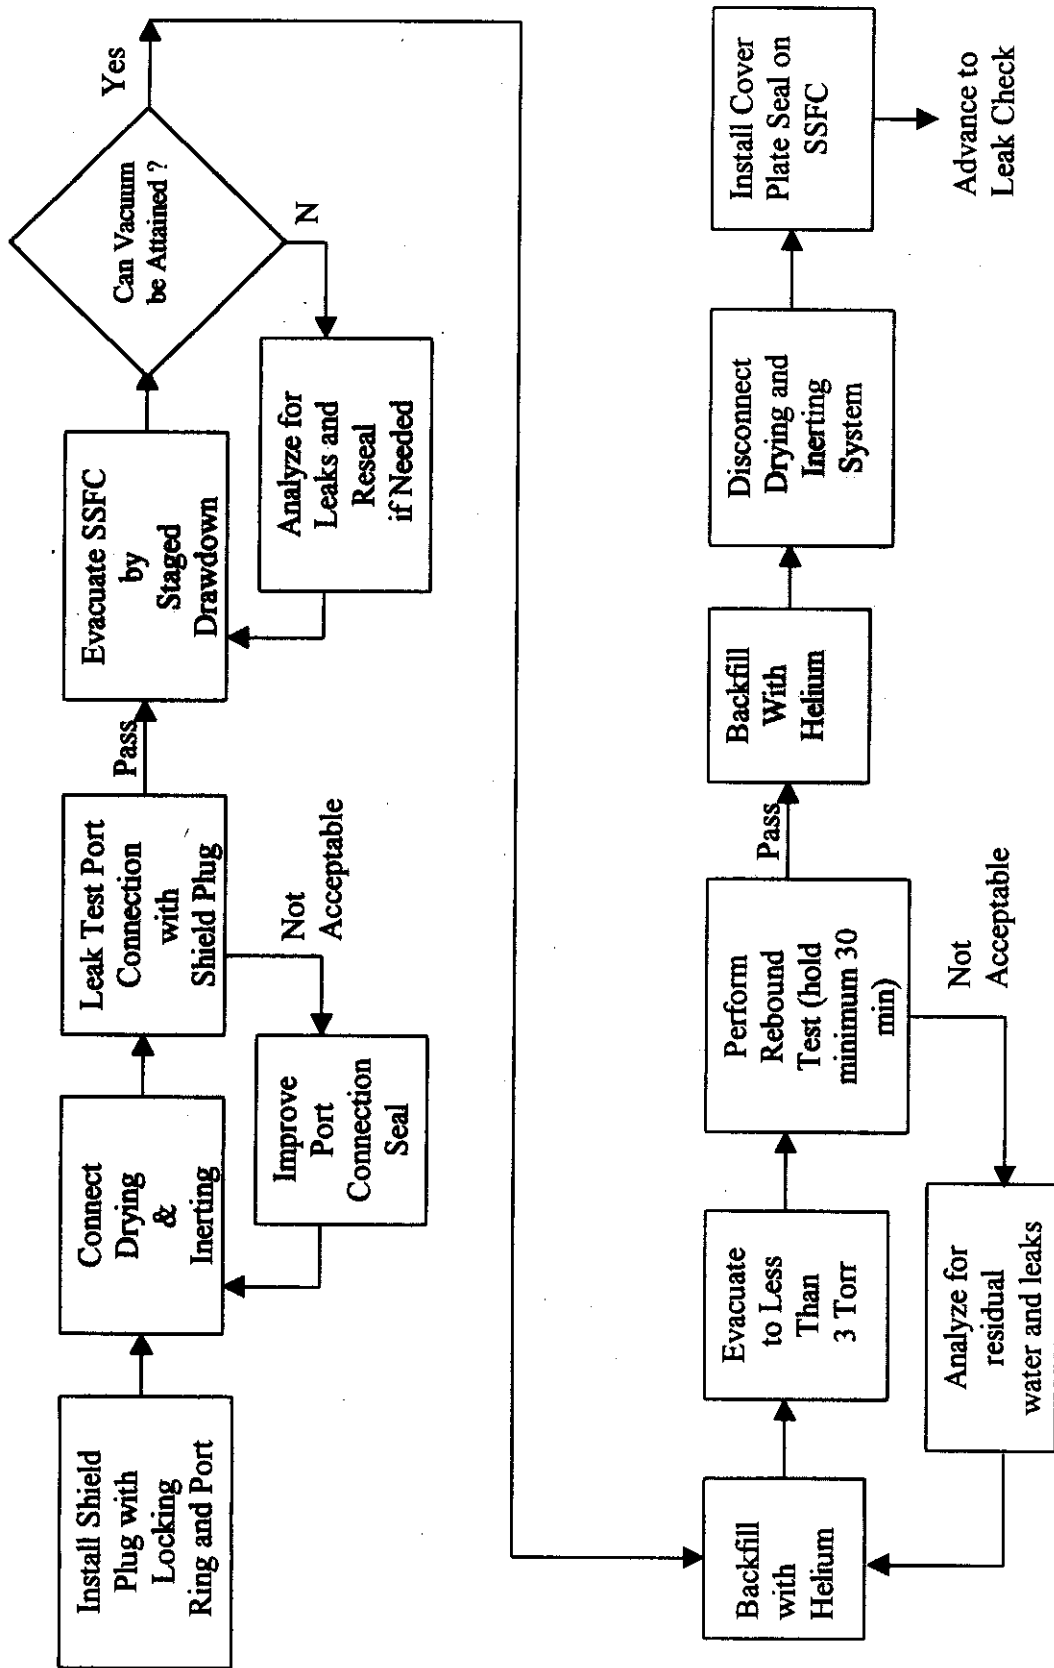 Install Shield
Plug with
Locking
Ring and Port
Connect
Drying
&
Inerting
Improve
Port
Connection
Seal
Leak Test Port
Connection
with
Shield Plug
Not
Acceptable
Pass
Evacuate SSFC
by
Staged
Drawdown
Analyze for
Leaks and
Reseal
if Needed
Can Vacuum
be Attained ?
N
Yes
Backfill
with
Helium
Evacuate
to Less
Than
3 Torr
Analyze for
residual
water and leaks
Perform
Rebound
Test (hold
minimum 30
min)
Not
Acceptable
Pass
Backfill
With
Helium
Disconnect
Drying and
Inerting
System
Install Cover
Plate Seal on
SSFC
Advance to
Leak Check